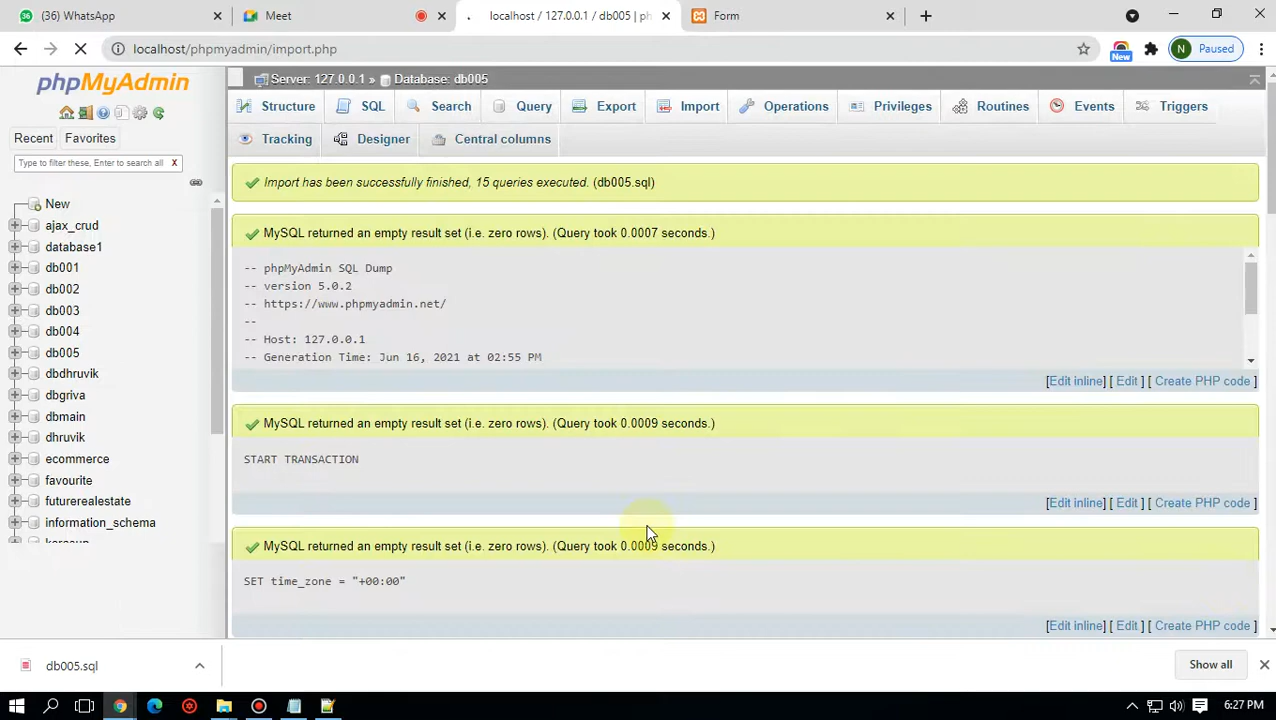 (36) WhatsApp
Meet
localhost / 127.0.0.1 / db005 | ph
Form
localhost/phpmyadmin/import.php
New
N
Paused
phpMyAdmin
Recent
Favorites
Type to filter these, Enter to search all
X
New
ajax_crud
database1
db001
db002
db003
db004
db005
dbdhruvik
dbgriva
dbmain
dhruvik
ecommerce
favourite
futurerealestate
information_schema
Server: 127.0.0.1 » Database: db005
Structure
SQL
Search
Query
Export
Import
Operations
Privileges
Routines
Events
Triggers
Tracking
Designer
Central columns
Import has been successfully finished, 15 queries executed. (db005.sql)
MySQL returned an empty result set (i.e. zero rows). (Query took 0.0007 seconds.)
-- phpMyAdmin SQL Dump
-- version 5.0.2
-- https://www.phpmyadmin.net/
--
-- Host: 127.0.0.1
-- Generation Time: Jun 16, 2021 at 02:55 PM
[Edit inline] [ Edit ] [ Create PHP code ]
MySQL returned an empty result set (i.e. zero rows). (Query took 0.0009 seconds.)
START TRANSACTION
[Edit inline] [ Edit ] [ Create PHP code ]
MySQL returned an empty result set (i.e. zero rows). (Query took 0.0009 seconds.)
SET time_zone = "+00:00"
[Edit inline] [ Edit ] [ Create PHP code ]
db005.sql
Show all
6:27 PM